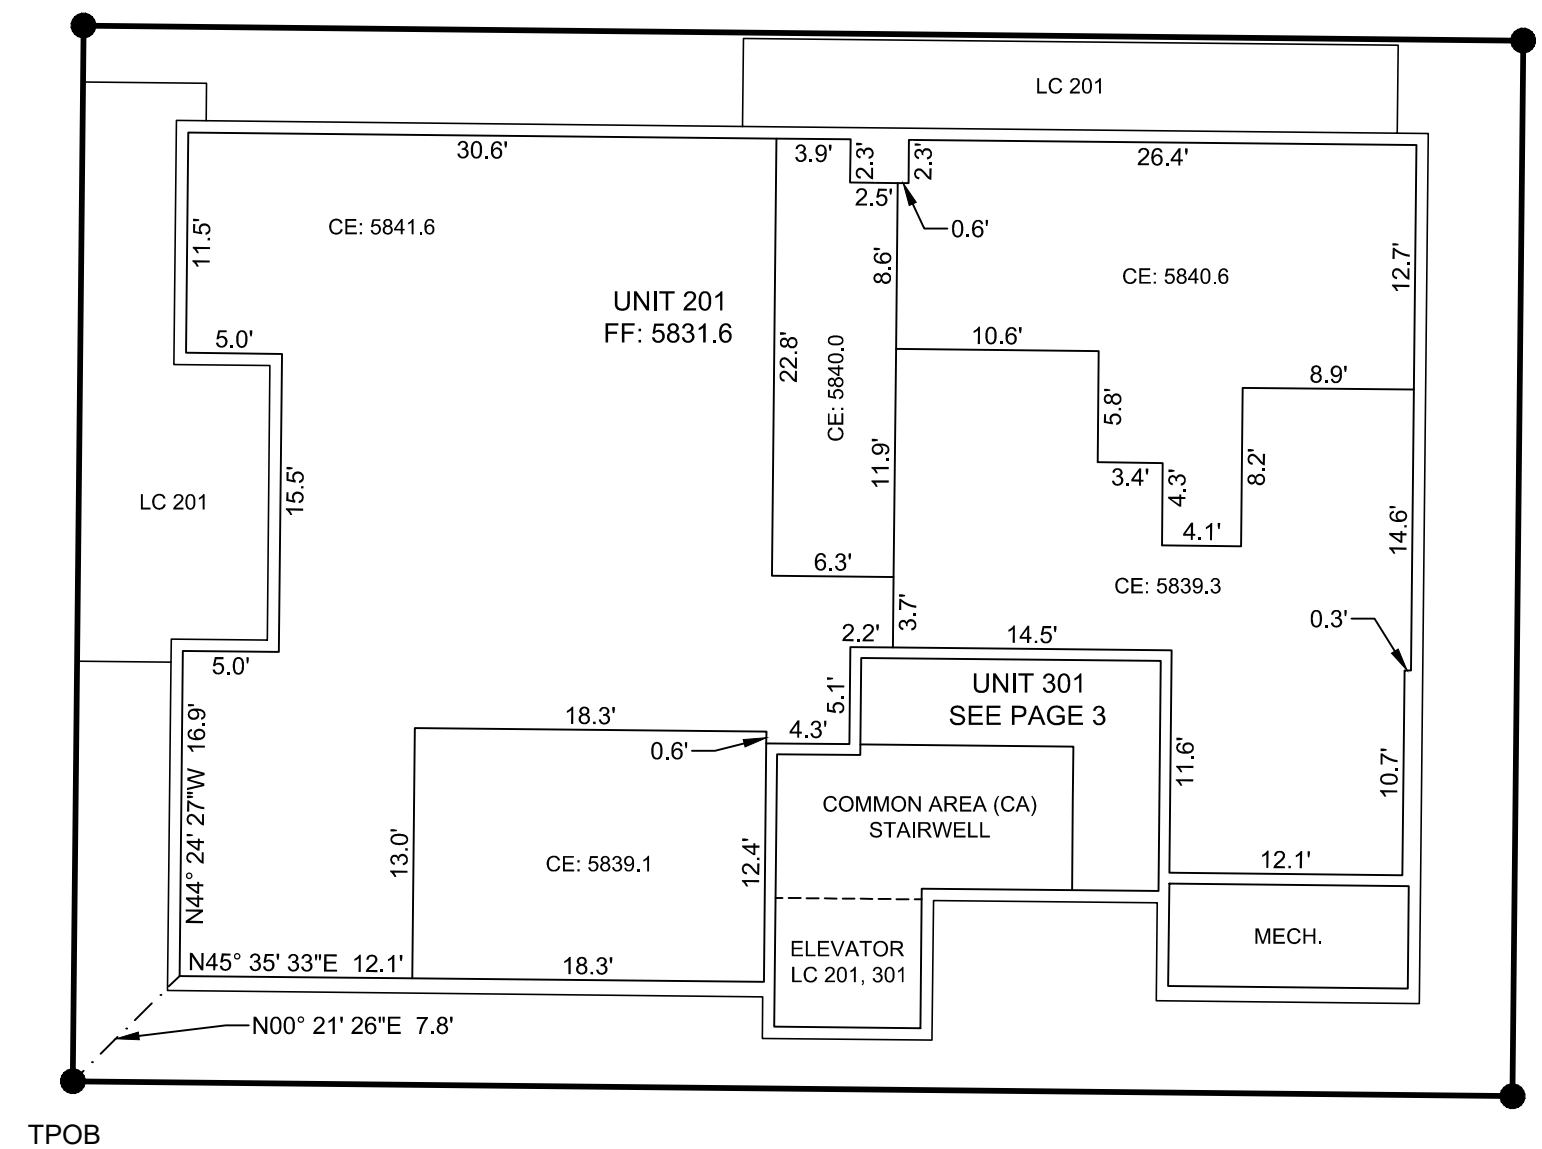 LC 201
30.6'
3.9'
2.3'
2.3'
26.4'
2.5'
0.6'
CE: 5841.6
11.5'
8.6'
12.7'
CE: 5840.6
UNIT 201
FF: 5831.6
5.0'
22.8'
CE: 5840.0
10.6'
8.9'
5.8'
11.9'
8.2'
3.4'
4.3'
15.5'
LC 201
14.6'
4.1'
6.3'
CE: 5839.3
3.7'
0.3'
2.2'
14.5'
5.0'
5.1'
UNIT 301
SEE PAGE 3
18.3'
4.3'
0.6'
N44° 24' 27"W 16.9'
11.6'
10.7'
COMMON AREA (CA)
STAIRWELL
13.0'
CE: 5839.1
12.4'
12.1'
MECH.
ELEVATOR
LC 201, 301
N45° 35' 33"E 12.1'
18.3'
N00° 21' 26"E 7.8'
TPOB